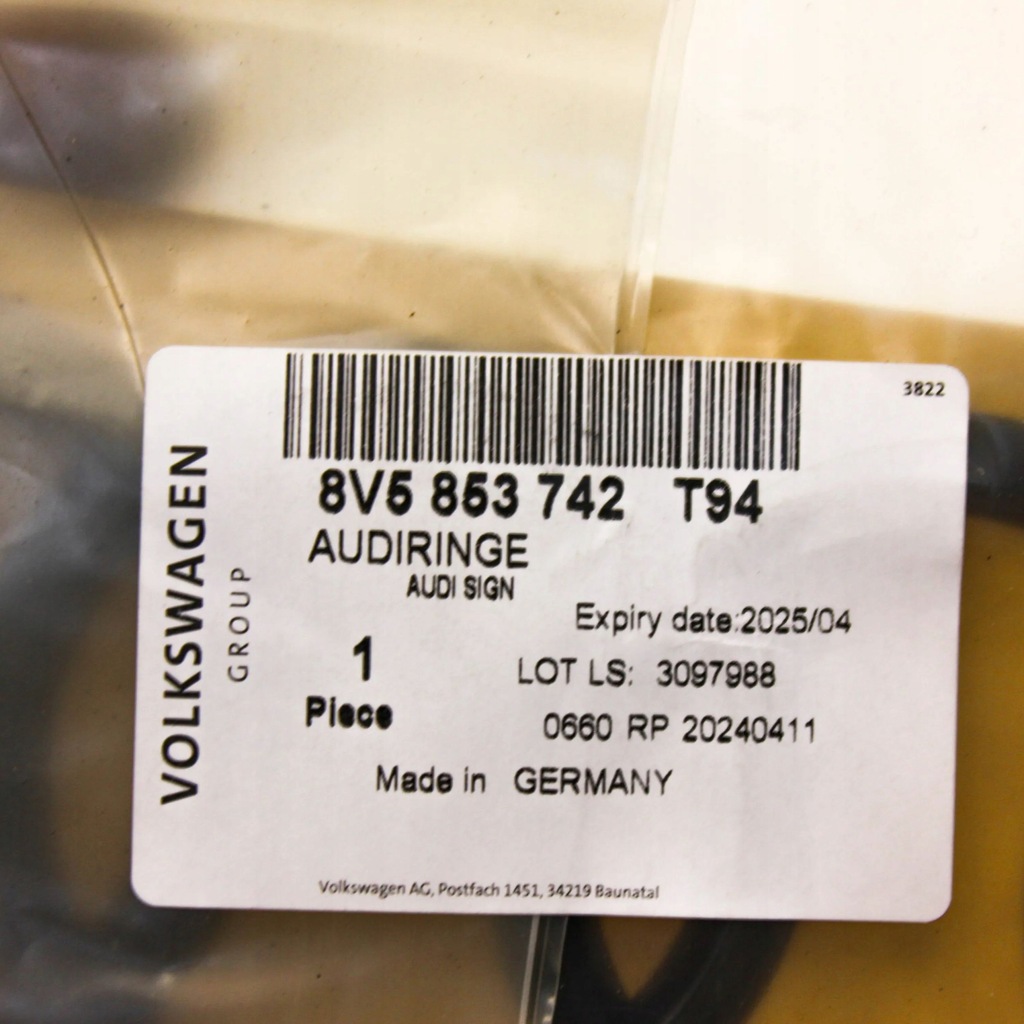 3822
8V5 853 742 T94
AUDIRINGE
AUDI SIGN
Expiry date:2025/04
1
LOT LS: 3097988
Piece
0660 RP 20240411
Made in GERMANY
Volkswagen AG, Postfach 1451, 34219 Baunatal
VOLKSWAGEN
GROUP